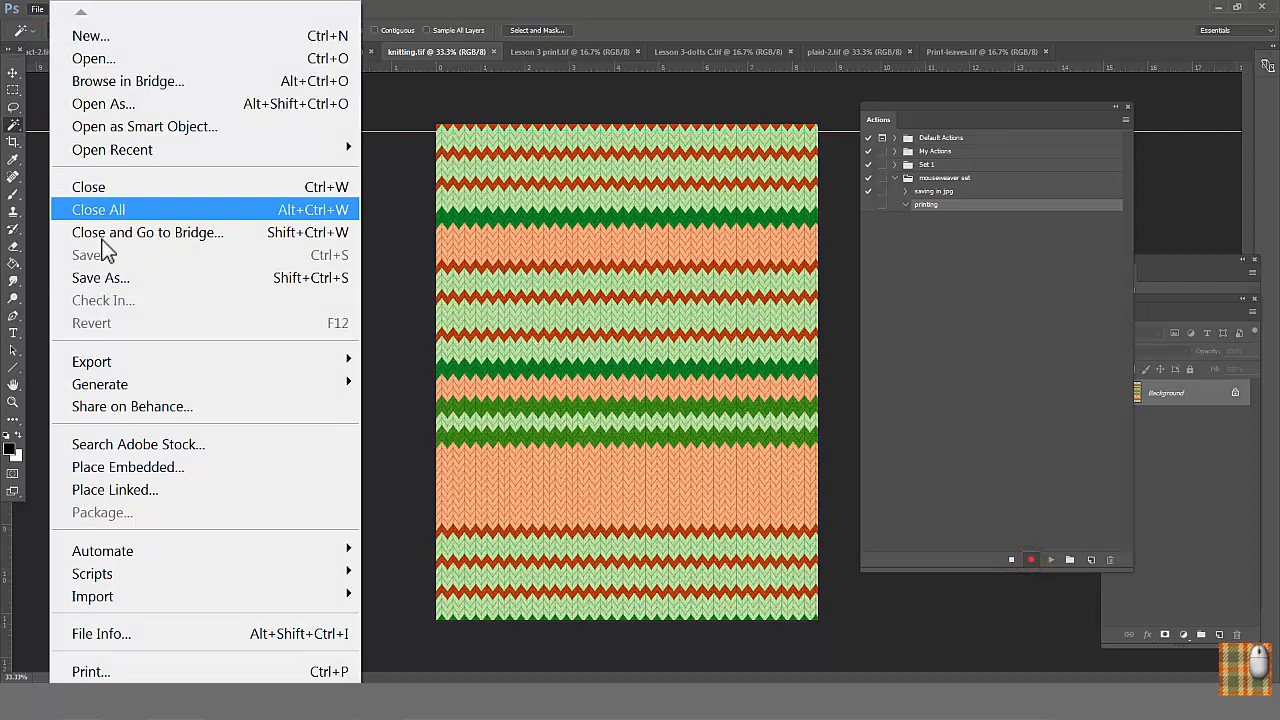 Ps File
Contiguous Sample All Layers Select and Mask... Essentials
knitting.tif @ 33.3% (RGB/8) Lesson 3 print.tif @ 16.7% (RGB/8) Lesson 3-dotts C.tif @ 16.7% (RGB/8) plaid-2.tif @ 33.3% (RGB/8) Print-leaves.tif @ 16.7% (RGB/8)
New... Ctrl+N
Open... Ctrl+O
Browse in Bridge... Alt+Ctrl+O
Open As... Alt+Shift+Ctrl+O
Open as Smart Object...
Open Recent
Close Ctrl+W
Close All Alt+Ctrl+W
Close and Go to Bridge... Shift+Ctrl+W
Save Ctrl+S
Save As... Shift+Ctrl+S
Check In...
Revert F12
Export
Generate
Share on Behance...
Search Adobe Stock...
Place Embedded...
Place Linked...
Package...
Automate
Scripts
Import
File Info... Alt+Shift+Ctrl+I
Print... Ctrl+P
Actions
Default Actions
My Actions
Set 1
mouseweaver set
saving in jpg
printing
Opacity: 100%
Background
33.33%